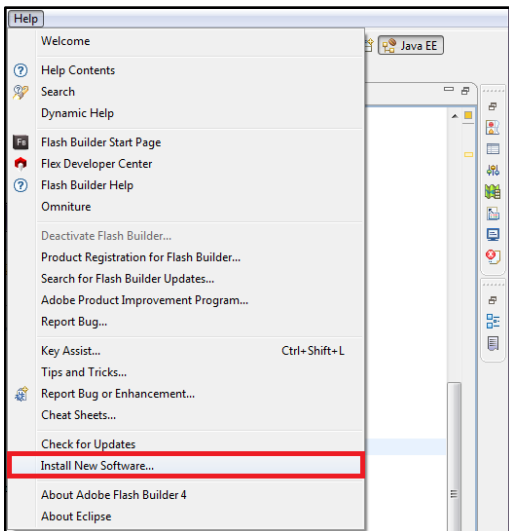 Help
Welcome
Java EE
Help Contents
Search
Dynamic Help
Fb Flash Builder Start Page
Flex Developer Center
Flash Builder Help
Omniture
Deactivate Flash Builder...
Product Registration for Flash Builder...
Search for Flash Builder Updates...
Adobe Product Improvement Program...
Report Bug...
Key Assist... Ctrl+Shift+L
Tips and Tricks...
Report Bug or Enhancement...
Cheat Sheets...
Check for Updates
Install New Software...
About Adobe Flash Builder 4
About Eclipse